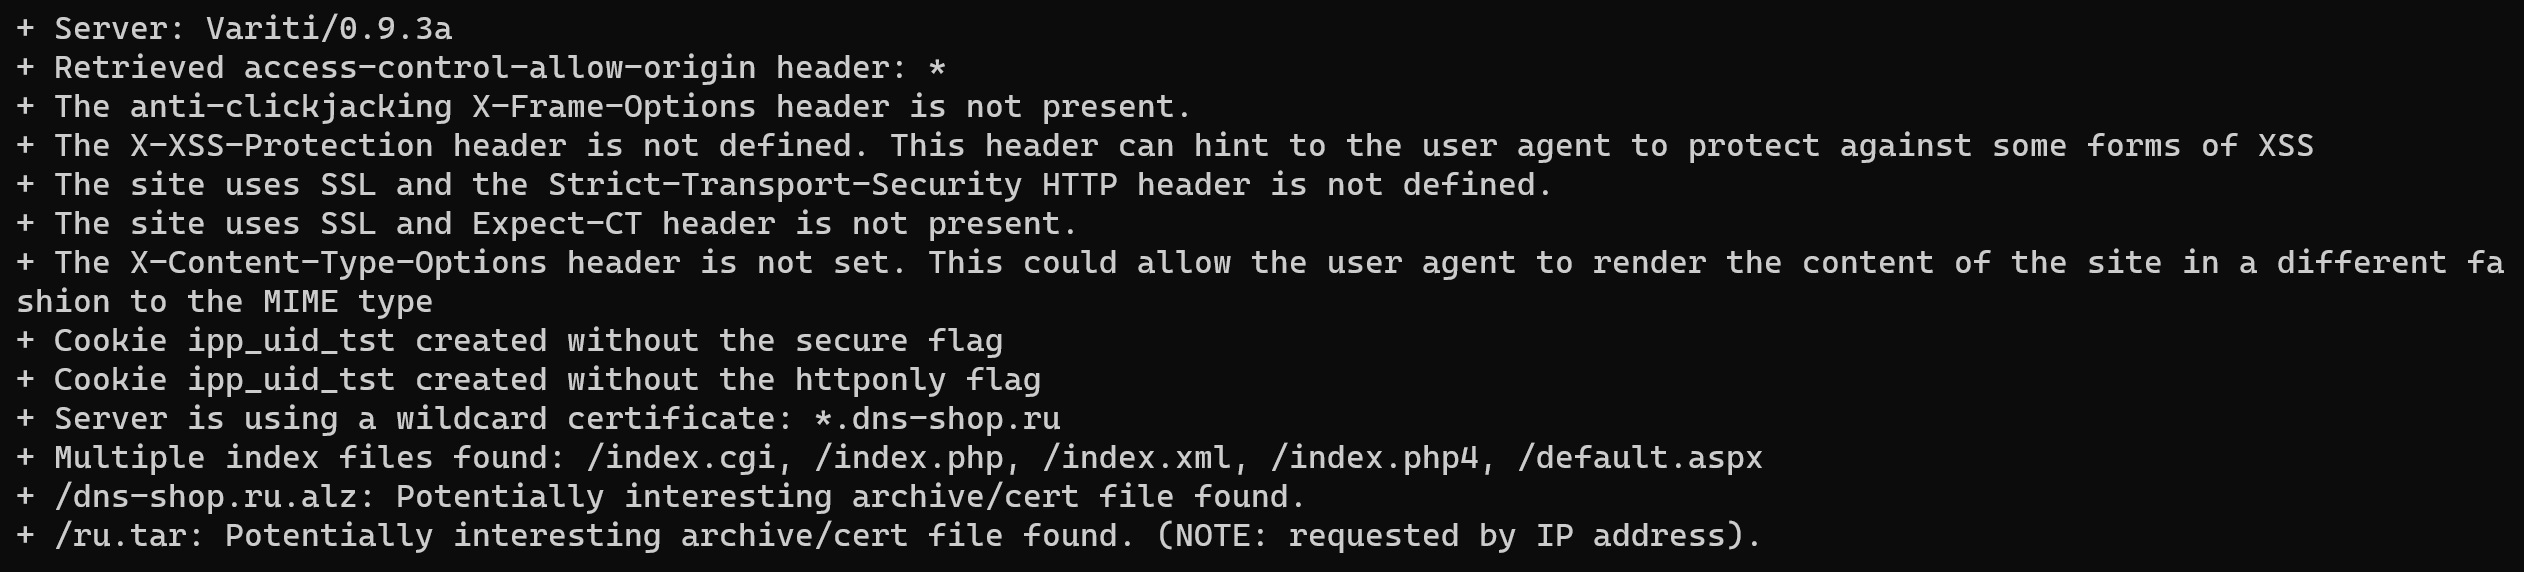 + Server: Variti/0.9.3a
+ Retrieved access-control-allow-origin header: *
+ The anti-clickjacking X-Frame-Options header is not present.
+ The X-XSS-Protection header is not defined. This header can hint to the user agent to protect against some forms of XSS
+ The site uses SSL and the Strict-Transport-Security HTTP header is not defined.
+ The site uses SSL and Expect-CT header is not present.
+ The X-Content-Type-Options header is not set. This could allow the user agent to render the content of the site in a different fa
shion to the MIME type
+ Cookie ipp_uid_tst created without the secure flag
+ Cookie ipp_uid_tst created without the httponly flag
+ Server is using a wildcard certificate: *.dns-shop.ru
+ Multiple index files found: /index.cgi, /index.php, /index.xml, /index.php4, /default.aspx
+ /dns-shop.ru.alz: Potentially interesting archive/cert file found.
+ /ru.tar: Potentially interesting archive/cert file found. (NOTE: requested by IP address).